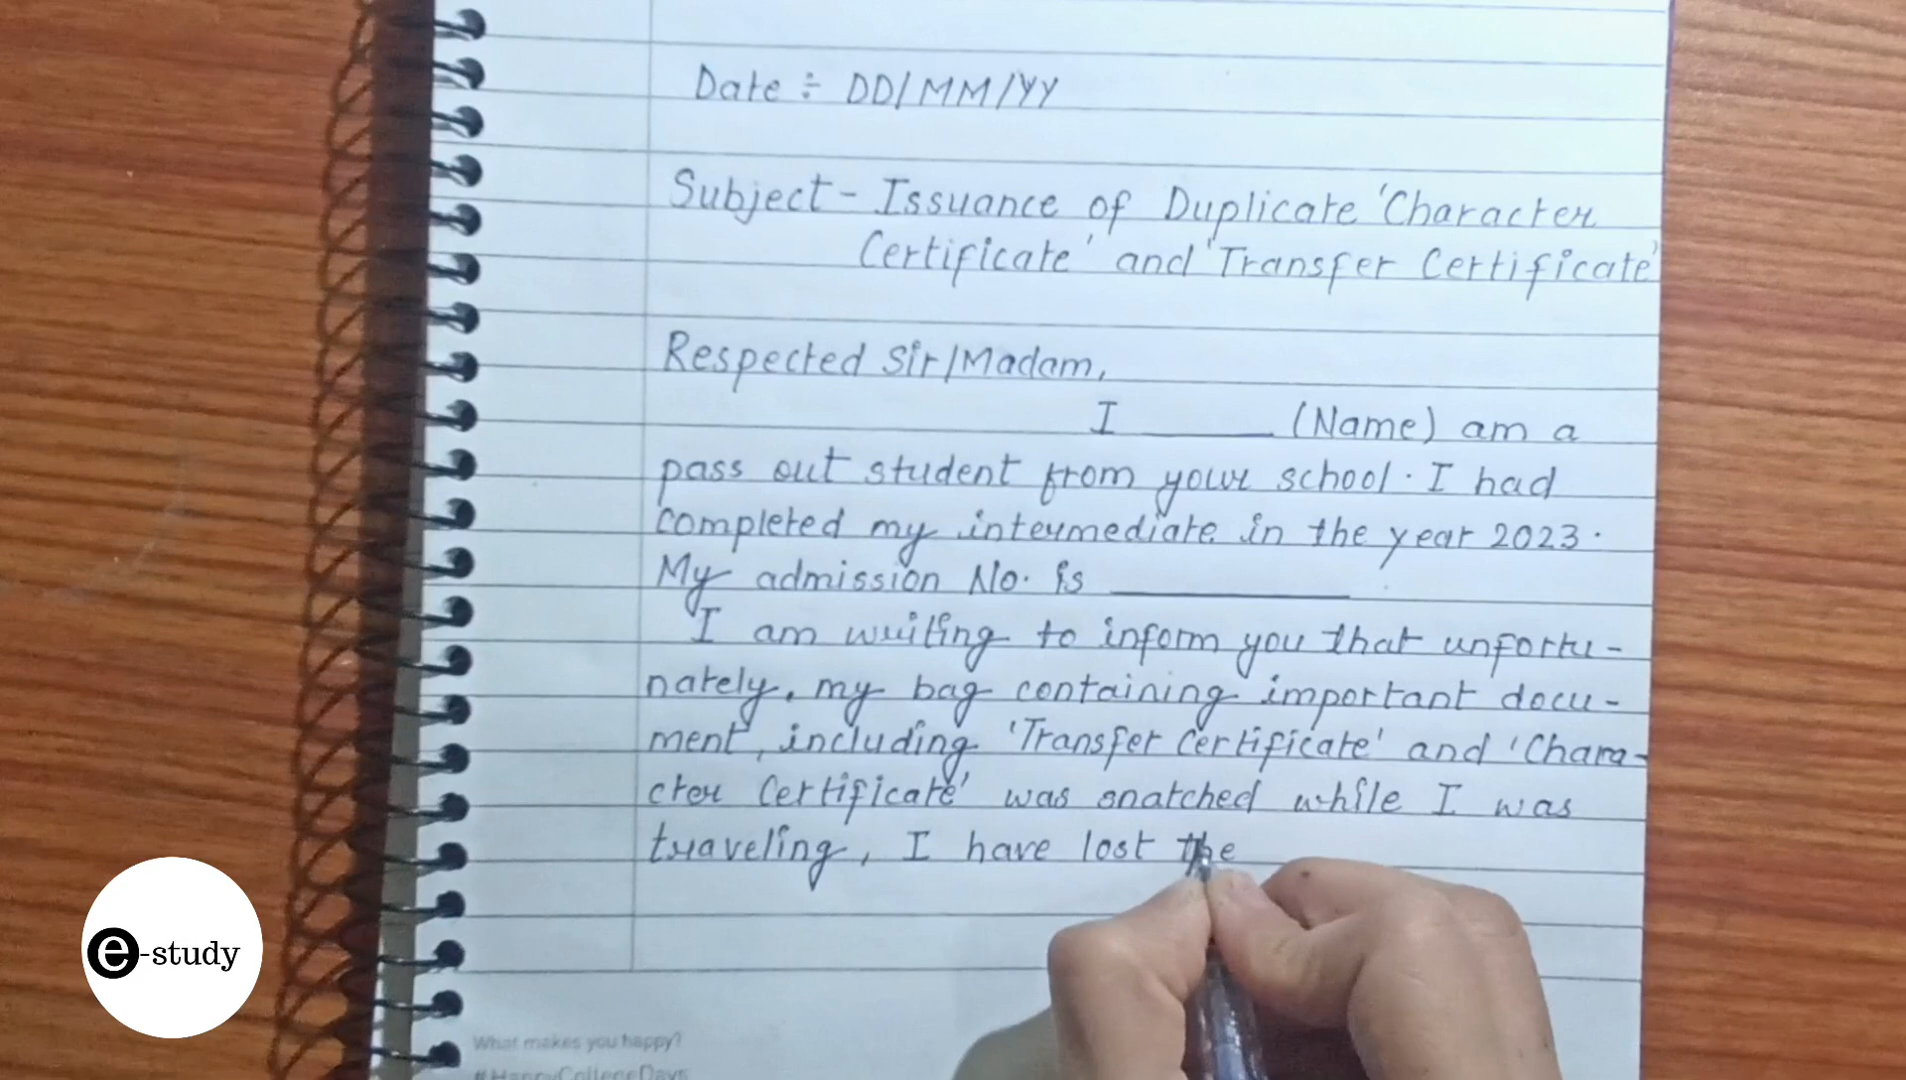 Date ÷ DD/MM/YY
Subject - Issuance of Duplicate 'Character
Certificate' and 'Transfer Certificate'
Respected Sir/Madam,
I ______ (Name) am a
pass out student from your school. I had
completed my intermediate in the year 2023.
My admission No. is __________
I am writing to inform you that unfortu-
nately, my bag containing important docu-
ment, including 'Transfer Certificate' and 'Chara-
cter Certificate' was snatched while I was
traveling, I have lost the
e-study
What makes you happy?
#HappyCollegeDays